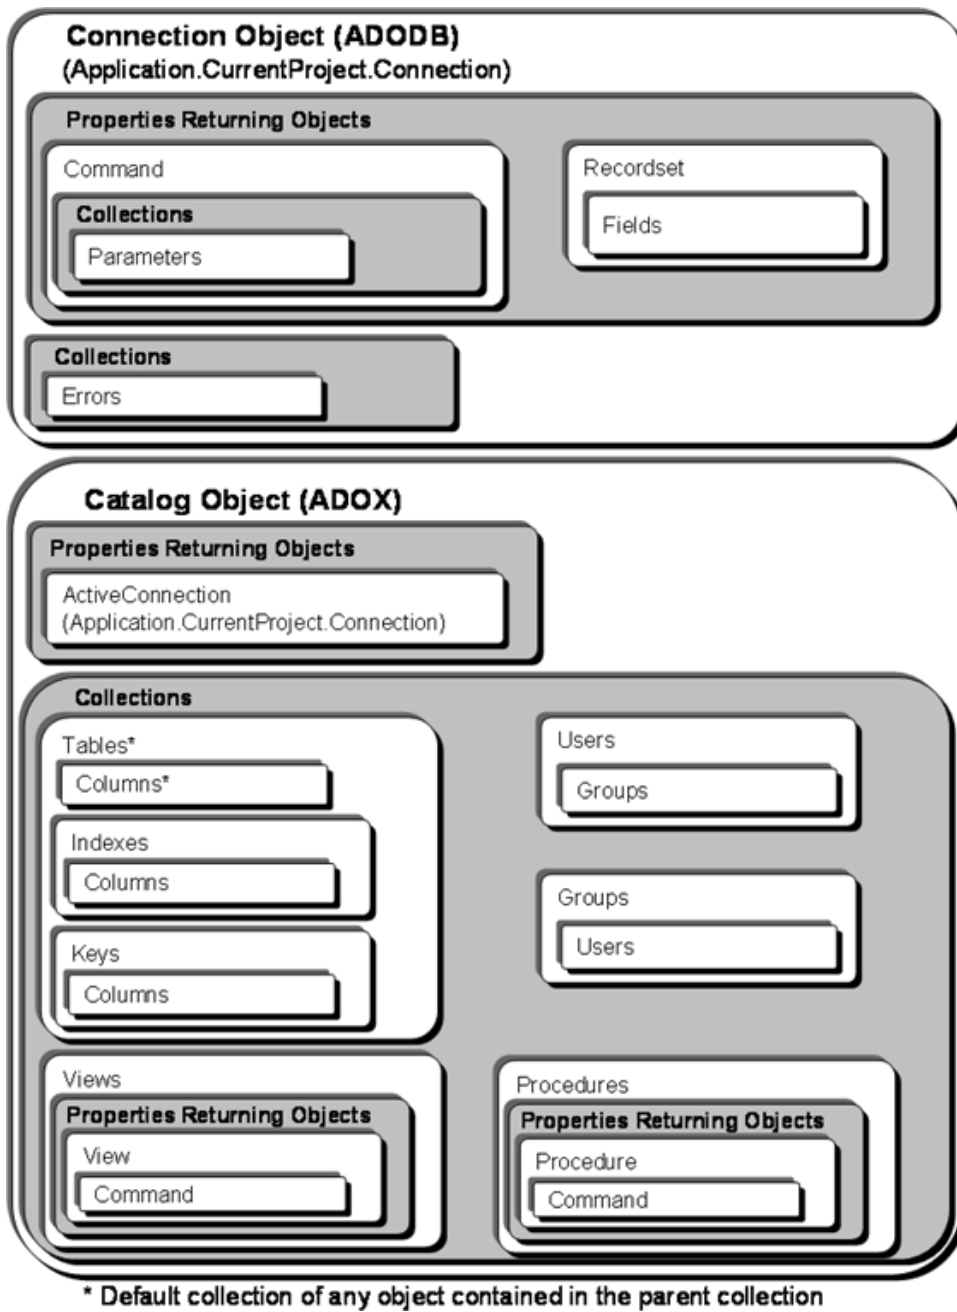 Connection Object (ADODB)
(Application.CurrentProject.Connection)
Properties Returning Objects
Command
Collections
Parameters
Recordset
Fields
Collections
Errors
Catalog Object (ADOX)
Properties Returning Objects
ActiveConnection
(Application.CurrentProject.Connection)
Collections
Tables*
Columns*
Indexes
Columns
Keys
Columns
Users
Groups
Groups
Users
Views
Properties Returning Objects
View
Command
Procedures
Properties Returning Objects
Procedure
Command
* Default collection of any object contained in the parent collection